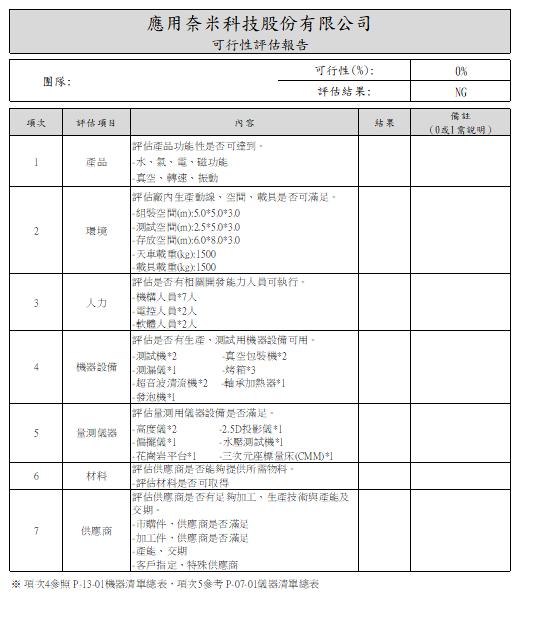 應用奈米科技股份有限公司
可行性評估報告
團隊:
可行性(%): 0%
評估結果: NG
項次 評估項目 內容 結果 備註
(0或1需說明)
1 產品 評估產品功能性是否可達到。
-水、氣、電、磁功能
-真空、轉速、振動
2 環境 評估廠內生產動線、空間、載具是否可滿足。
-組裝空間(m):5.0*5.0*3.0
-測試空間(m):2.5*5.0*3.0
-存放空間(m):6.0*8.0*3.0
-天車載重(kg):1500
-載具載重(kg):1500
3 人力 評估是否有相關開發能力人員可執行。
-機構人員*7人
-電控人員*2人
-軟體人員*2人
4 機器設備 評估是否有生產、測試用機器設備可用。
-測試機*2 -真空包裝機*2
-測漏儀*1 -烤箱*3
-超音波清流機*2 -軸承加熱器*1
-發泡機*1
5 量測儀器 評估量測用儀器設備是否滿足。
-高度儀*2 -2.5D投影儀*1
-偏擺儀*1 -水壓測試機*1
-花崗岩平台*1 -三次元座標量床(CMM)*1
6 材料 評估供應商是否能夠提供所需物料。
-評估材料是否可取得
7 供應商 評估供應商是否有足夠加工、生產技術與產能及
交期。
-市購件、供應商是否滿足
-加工件、供應商是否滿足
-產能、交期
-客戶指定、特殊供應商
※ 項次4參照 P-13-01機器清單總表，項次5參考 P-07-01儀器清單總表